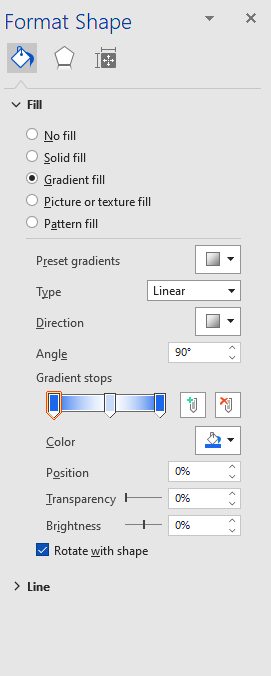 Format Shape
Fill
No fill
Solid fill
Gradient fill
Picture or texture fill
Pattern fill
Preset gradients
Type Linear
Direction
Angle 90°
Gradient stops
Color
Position 0%
Transparency 0%
Brightness 0%
Rotate with shape
Line